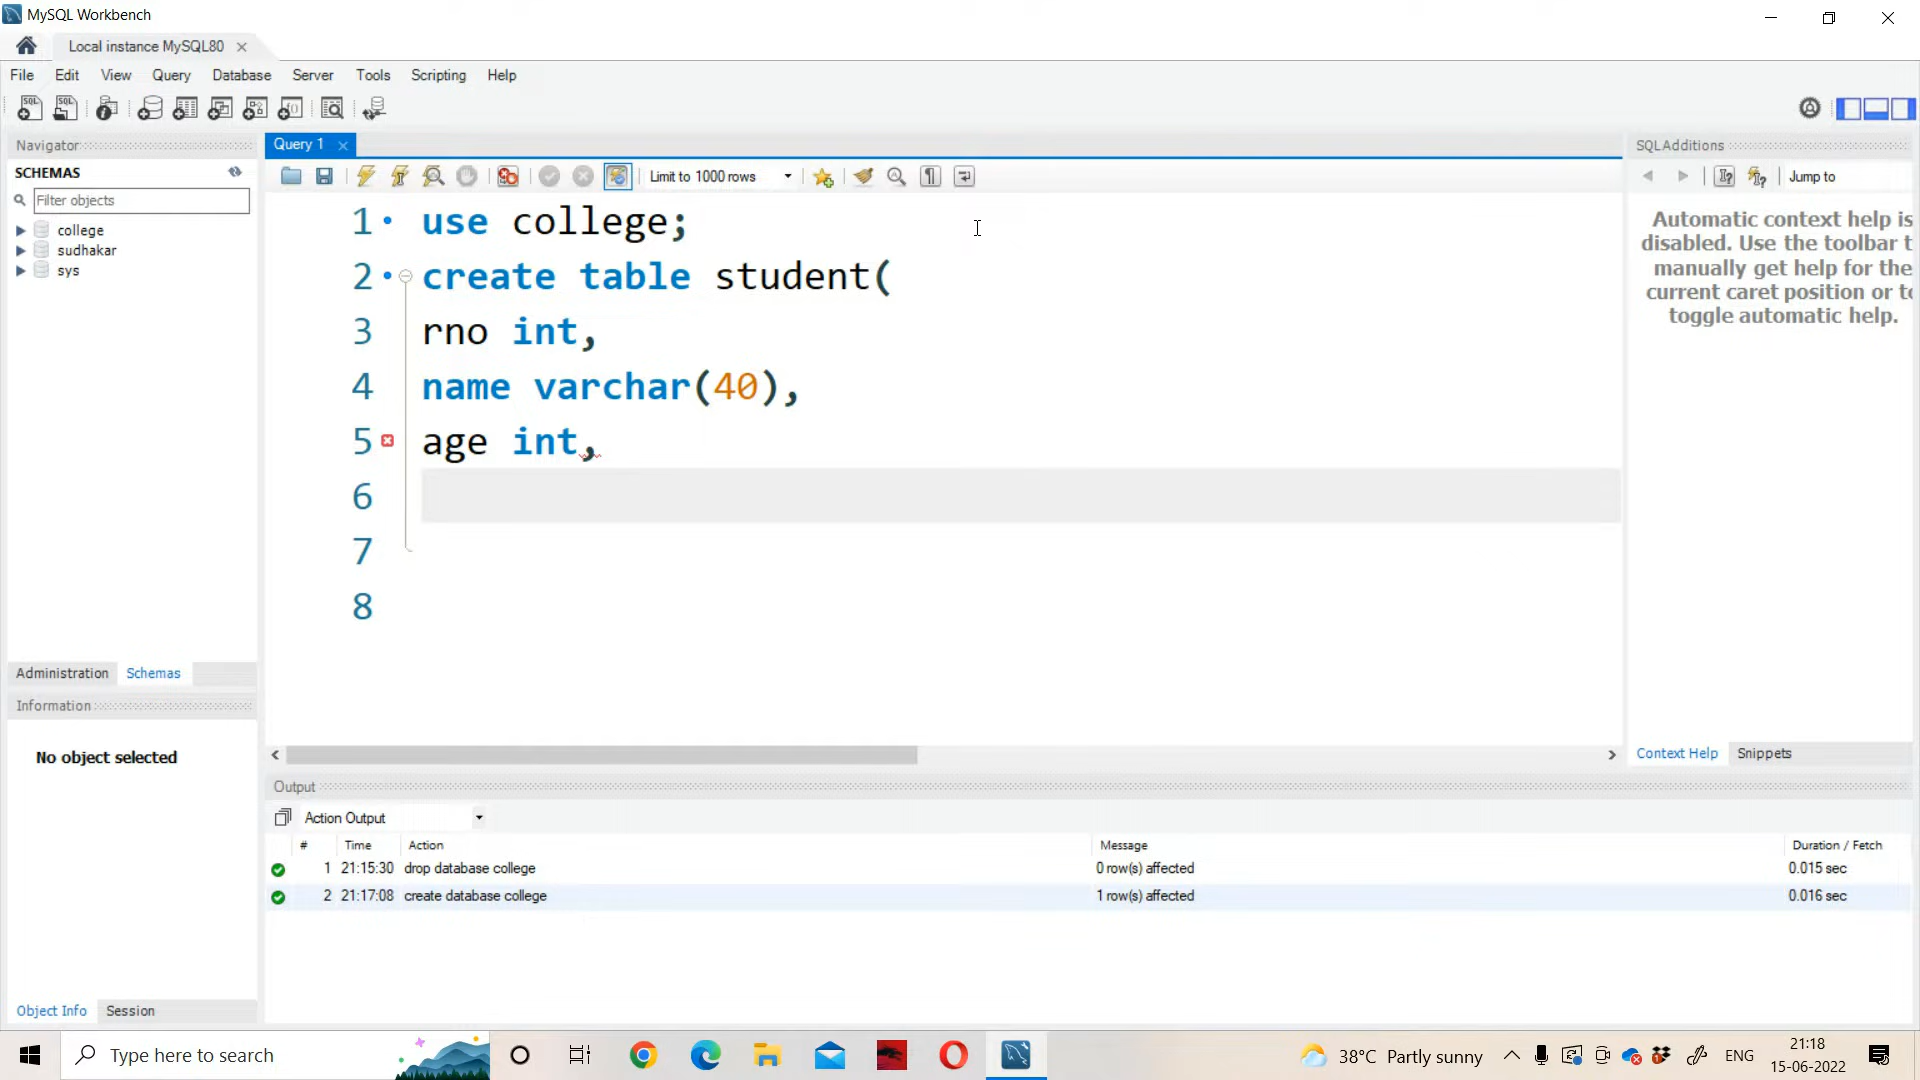 MySQL Workbench
Local instance MySQL80
File Edit View Query Database Server Tools Scripting Help
Navigator
SCHEMAS
Filter objects
college
sudhakar
sys
Administration Schemas
Information
No object selected
Object Info Session
Query 1
Limit to 1000 rows
1 use college;
2 create table student(
3 rno int,
4 name varchar(40),
5 age int,
6
7
8
SQLAdditions
Jump to
Automatic context help is
disabled. Use the toolbar t
manually get help for the
current caret position or to
toggle automatic help.
Context Help Snippets
Output
Action Output
# Time Action Message Duration / Fetch
1 21:15:30 drop database college 0 row(s) affected 0.015 sec
2 21:17:08 create database college 1 row(s) affected 0.016 sec
Type here to search
38°C Partly sunny
ENG
21:18
15-06-2022